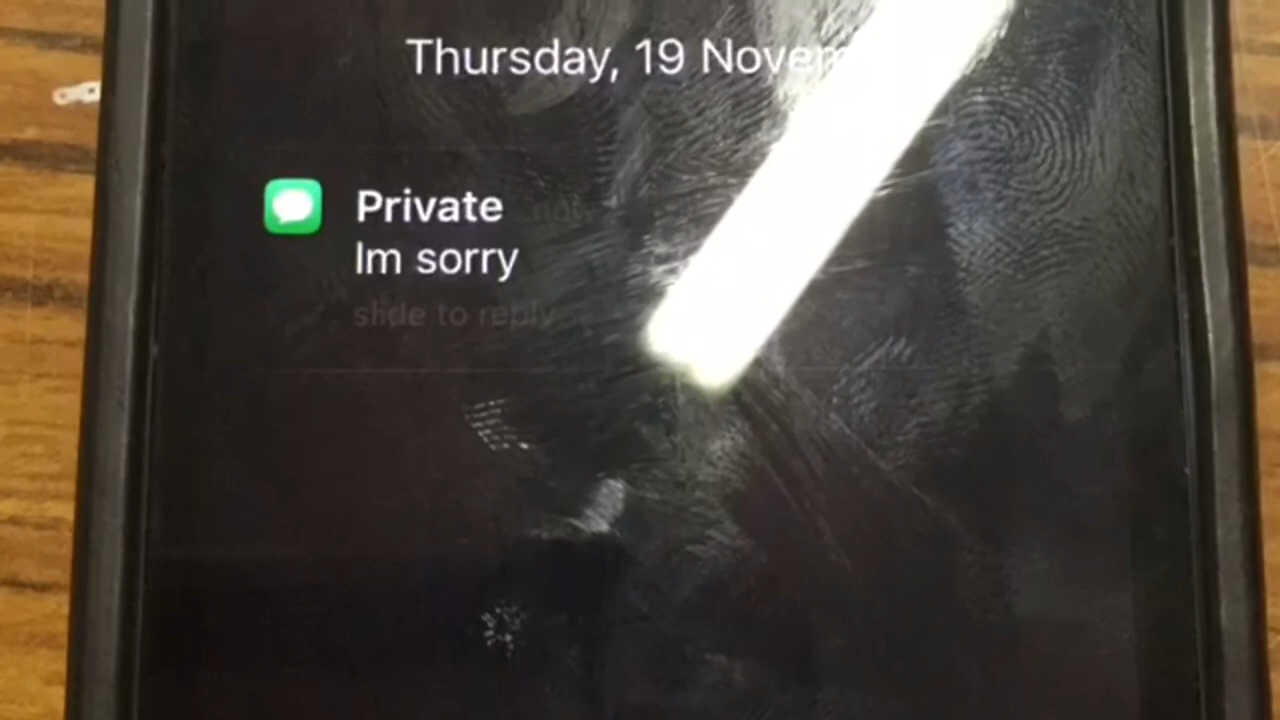 Thursday, 19 Novem
Private
Im sorry
slide to reply